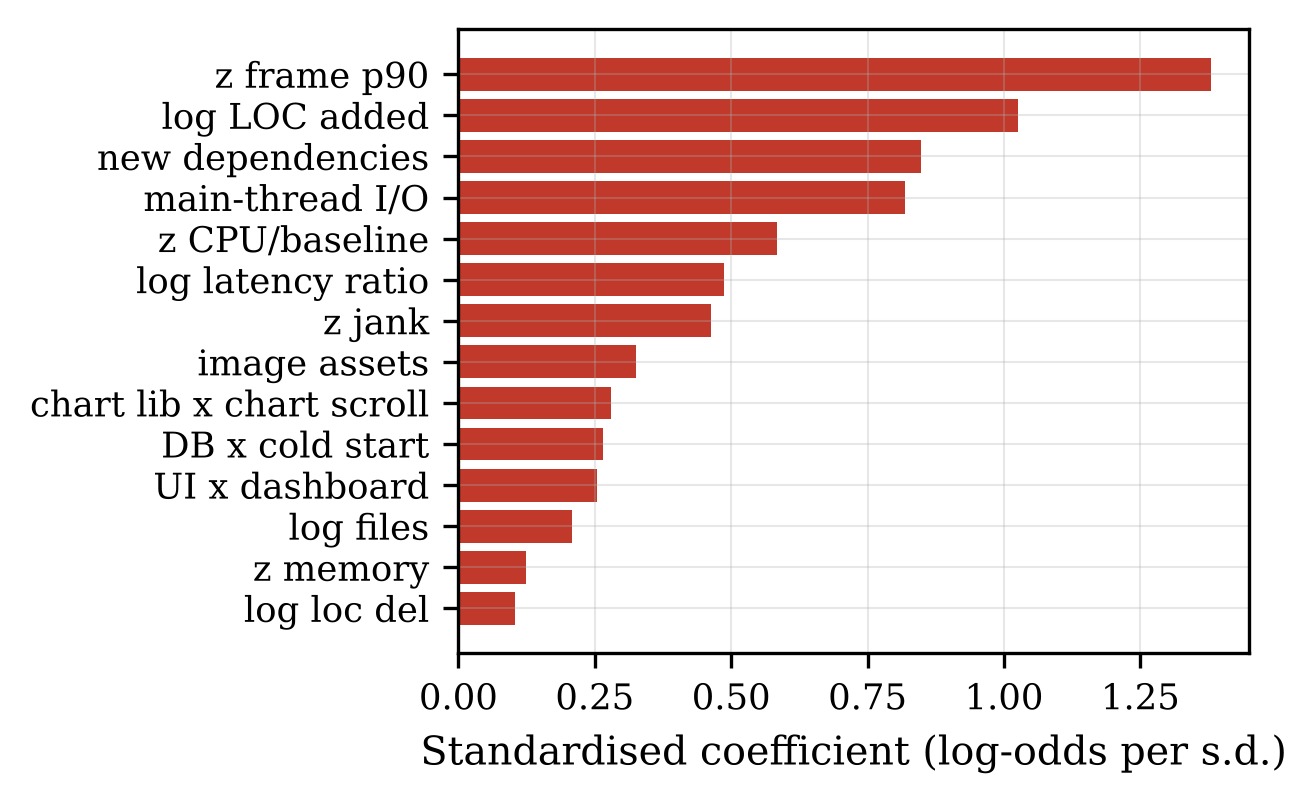 z frame p90
log LOC added
new dependencies
main-thread I/O
z CPU/baseline
log latency ratio
z jank
image assets
chart lib x chart scroll
DB x cold start
UI x dashboard
log files
z memory
log loc del
0.00 0.25 0.50 0.75 1.00 1.25
Standardised coefficient (log-odds per s.d.)